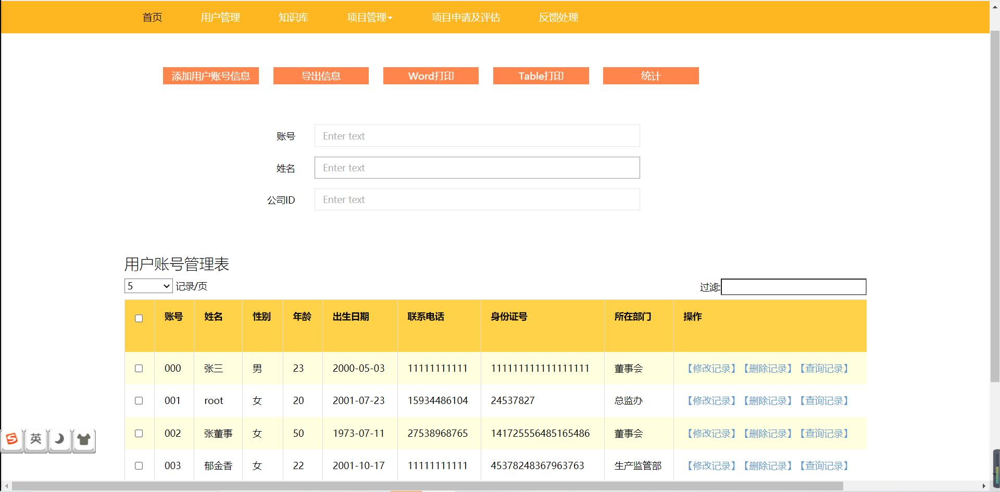 首页 用户管理 知识库 项目管理 项目申请及评估 反馈处理
添加用户账号信息 导出信息 Word打印 Table打印 统计
账号 Enter text
姓名 Enter text
公司ID Enter text
用户账号管理表
5 记录/页 过滤:
账号 姓名 性别 年龄 出生日期 联系电话 身份证号 所在部门 操作
000 张三 男 23 2000-05-03 11111111111 111111111111111111 董事会 【修改记录】【删除记录】【查询记录】
001 root 女 20 2001-07-23 15934486104 24537827 总监办 【修改记录】【删除记录】【查询记录】
002 张董事 女 50 1973-07-11 27538968765 141725556485165486 董事会 【修改记录】【删除记录】【查询记录】
003 郁金香 女 22 2001-10-17 11111111111 45378248367963763 生产监管部 【修改记录】【删除记录】【查询记录】
英